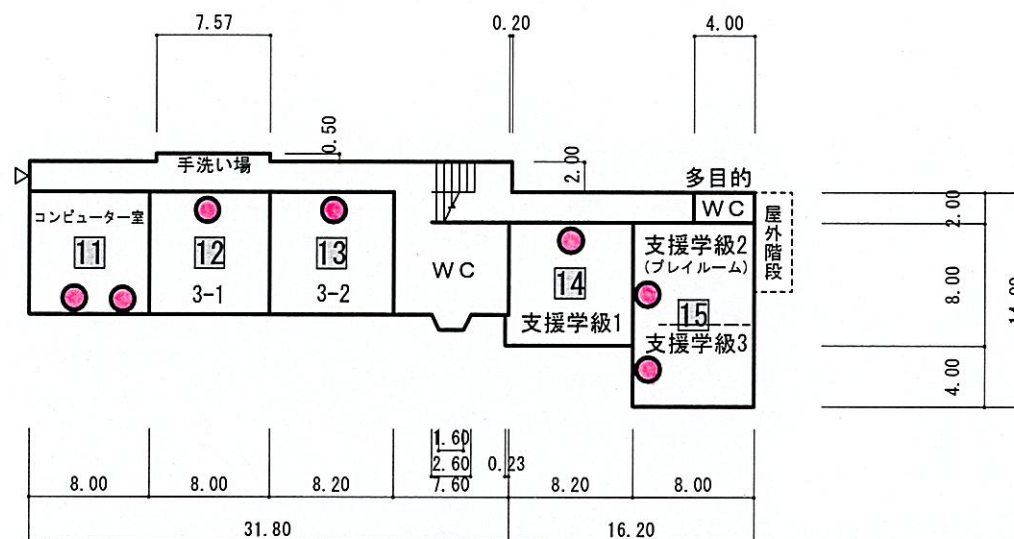 7.57
0.20
4.00
0.50
手洗い場
2.00
多目的
WC
屋外階段
2.00
コンピューター室
11
12
3-1
13
3-2
WC
14
支援学級1
支援学級2
(プレイルーム)
15
支援学級3
8.00
4.00
1.60
2.60
0.23
8.00
8.00
8.20
7.60
8.20
8.00
31.80
16.20